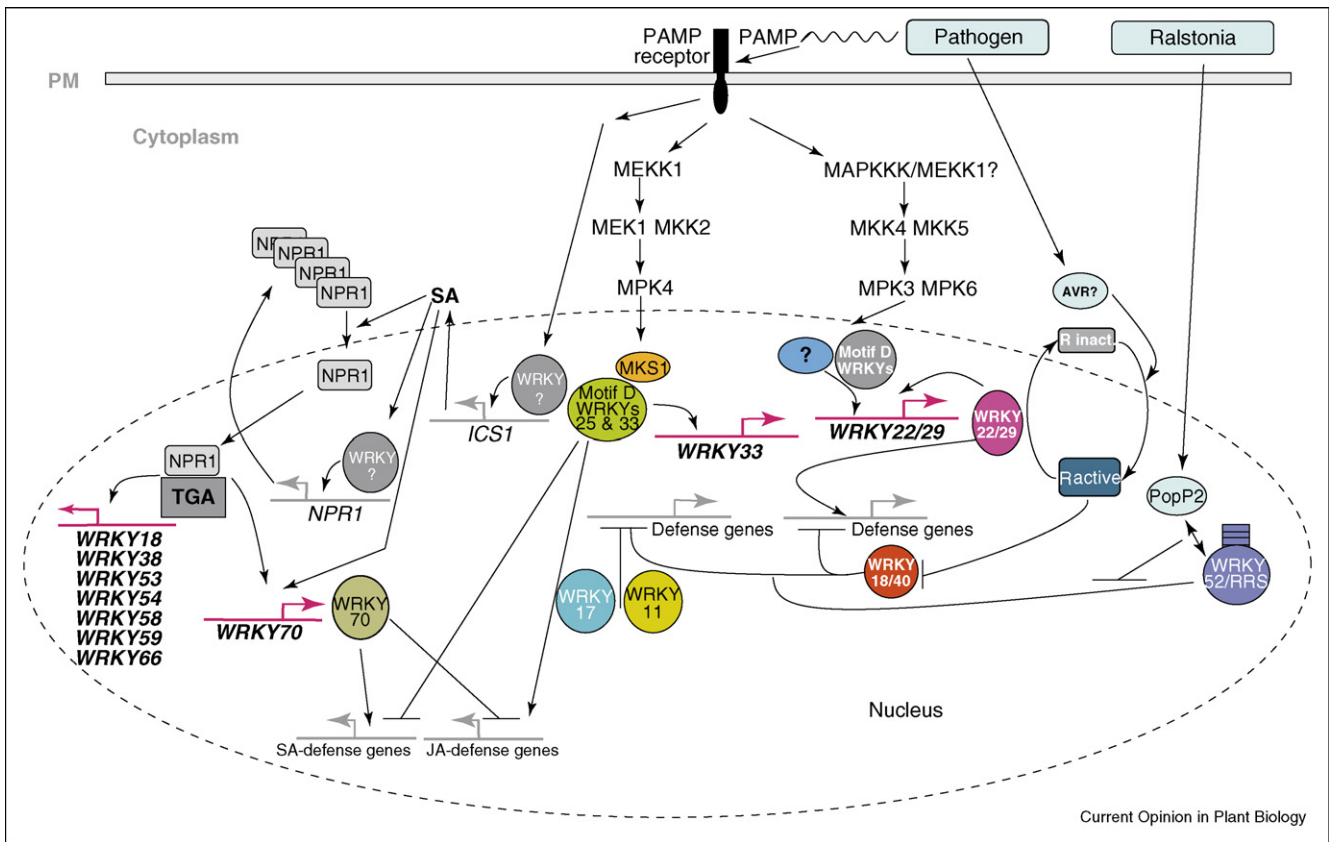 PAMP
receptor
PAMP
Pathogen
Ralstonia
PM
Cytoplasm
MEKK1
MAPKKK/MEKK1?
MEK1 MKK2
MKK4 MKK5
MPK4
MPK3 MPK6
NPR1
NPR1
NPR1
NPR1
SA
AVR?
R inact.
NPR1
MKS1
?
Motif D
WRKYs
WRKY
?
Motif D
WRKYs
25 & 33
ICS1
WRKY33
WRKY22/29
WRKY
22/29
NPR1
TGA
WRKY
?
NPR1
Ractive
PopP2
Defense genes
Defense genes
WRKY18
WRKY38
WRKY53
WRKY54
WRKY58
WRKY59
WRKY66
WRKY70
WRKY
70
WRKY
17
WRKY
11
WRKY
18/40
WRKY
52/RRS
Nucleus
SA-defense genes
JA-defense genes
Current Opinion in Plant Biology